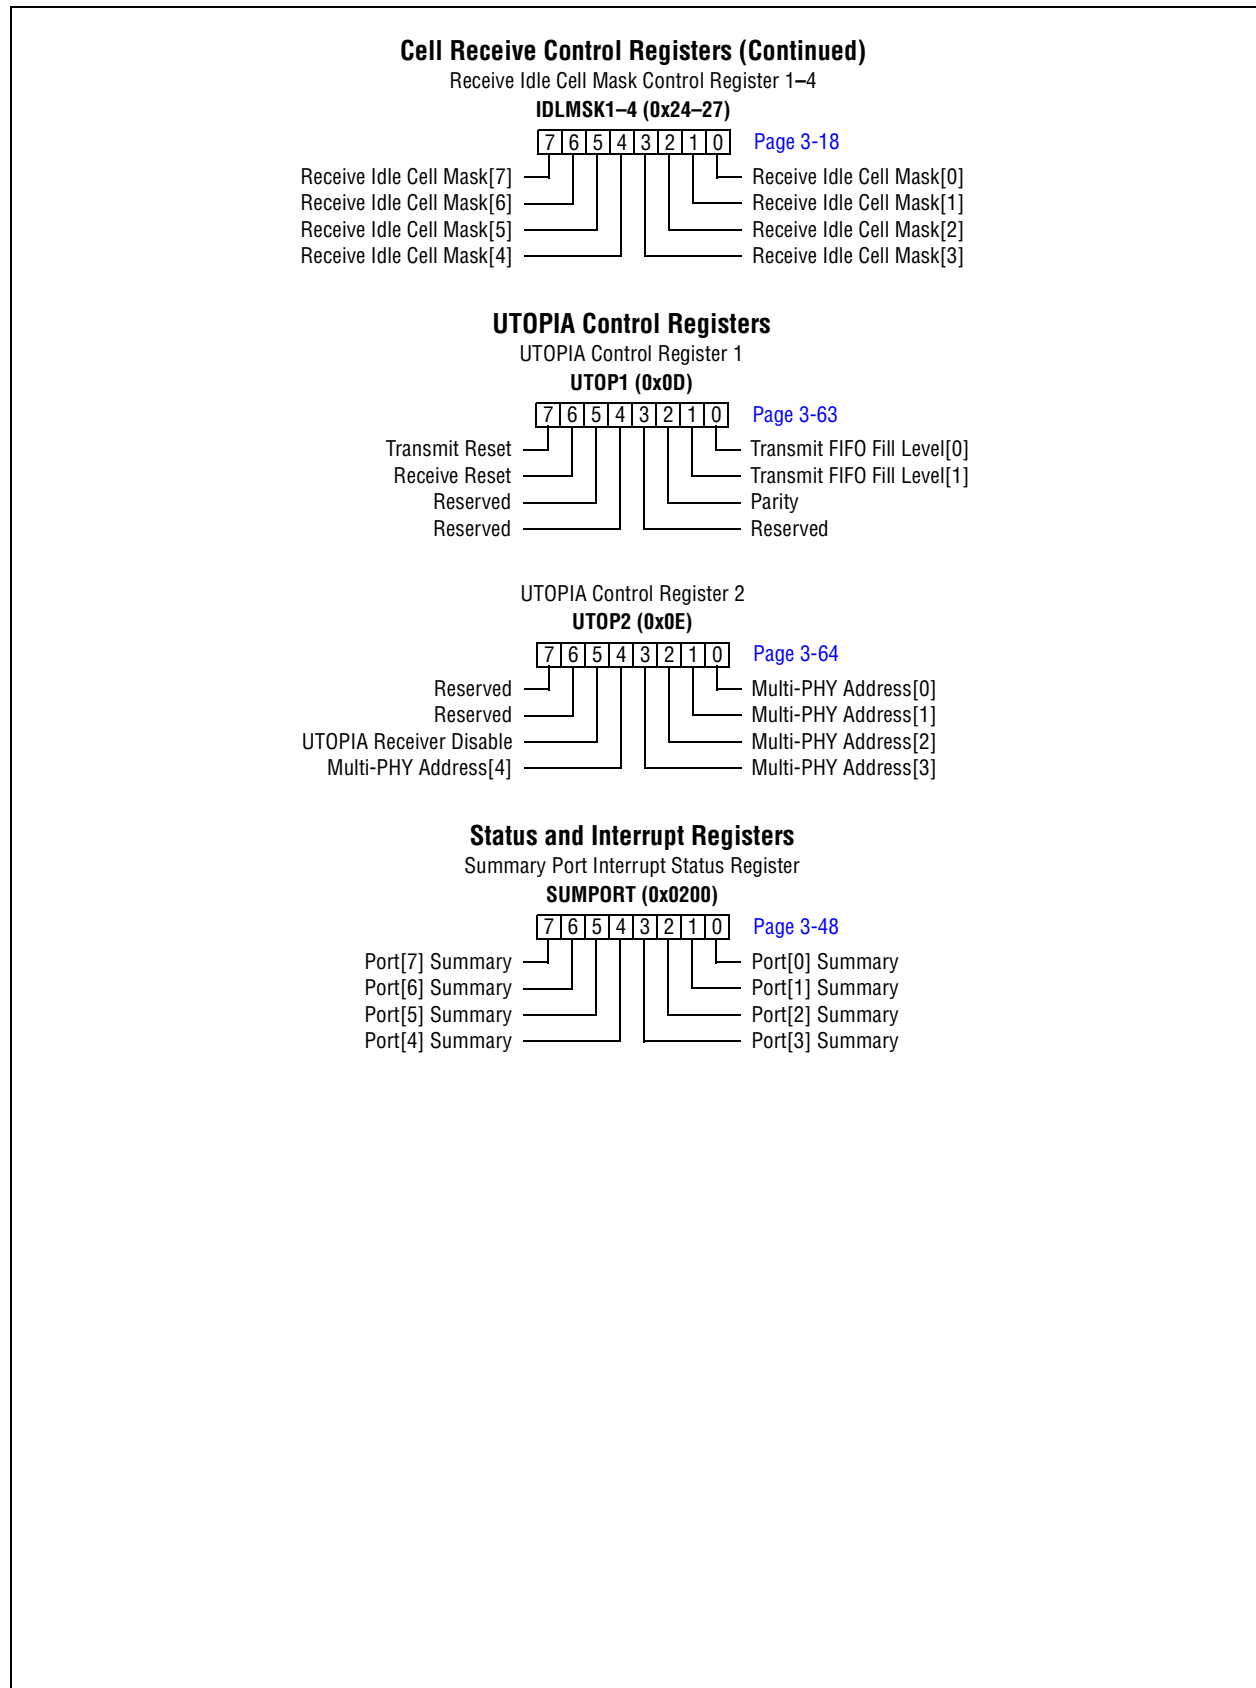 Cell Receive Control Registers (Continued)
Receive Idle Cell Mask Control Register 1–4
IDLMSK1–4 (0x24–27)
7 6 5 4 3 2 1 0 Page 3-18
Receive Idle Cell Mask[7] Receive Idle Cell Mask[0]
Receive Idle Cell Mask[6] Receive Idle Cell Mask[1]
Receive Idle Cell Mask[5] Receive Idle Cell Mask[2]
Receive Idle Cell Mask[4] Receive Idle Cell Mask[3]
UTOPIA Control Registers
UTOPIA Control Register 1
UTOP1 (0x0D)
7 6 5 4 3 2 1 0 Page 3-63
Transmit Reset Transmit FIFO Fill Level[0]
Receive Reset Transmit FIFO Fill Level[1]
Reserved Parity
Reserved Reserved
UTOPIA Control Register 2
UTOP2 (0x0E)
7 6 5 4 3 2 1 0 Page 3-64
Reserved Multi-PHY Address[0]
Reserved Multi-PHY Address[1]
UTOPIA Receiver Disable Multi-PHY Address[2]
Multi-PHY Address[4] Multi-PHY Address[3]
Status and Interrupt Registers
Summary Port Interrupt Status Register
SUMPORT (0x0200)
7 6 5 4 3 2 1 0 Page 3-48
Port[7] Summary Port[0] Summary
Port[6] Summary Port[1] Summary
Port[5] Summary Port[2] Summary
Port[4] Summary Port[3] Summary